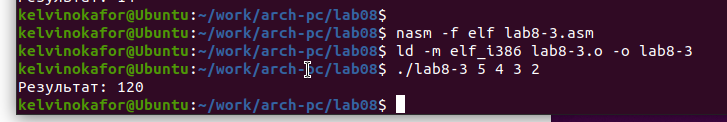 kelvinokafor@Ubuntu:~/work/arch-pc/lab08$
kelvinokafor@Ubuntu:~/work/arch-pc/lab08$ nasm -f elf lab8-3.asm
kelvinokafor@Ubuntu:~/work/arch-pc/lab08$ ld -m elf_i386 lab8-3.o -o lab8-3
kelvinokafor@Ubuntu:~/work/arch-pc/lab08$ ./lab8-3 5 4 3 2
Результат: 120
kelvinokafor@Ubuntu:~/work/arch-pc/lab08$